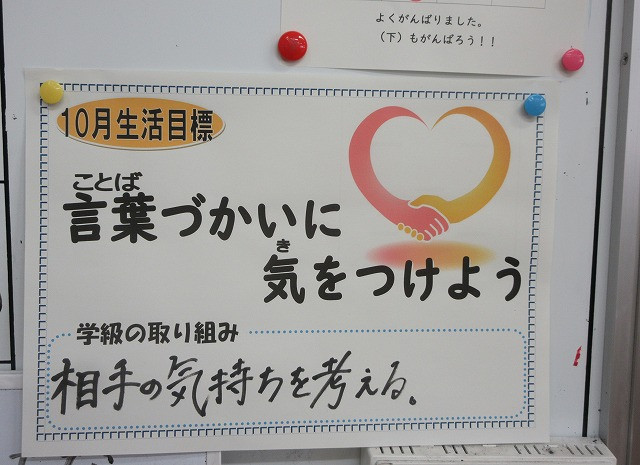 よくがんばりました。
（下）もがんばろう！！
10月生活目標
ことば
言葉づかいに
き
気をつけよう
学級の取り組み
相手の気持ちを考える。